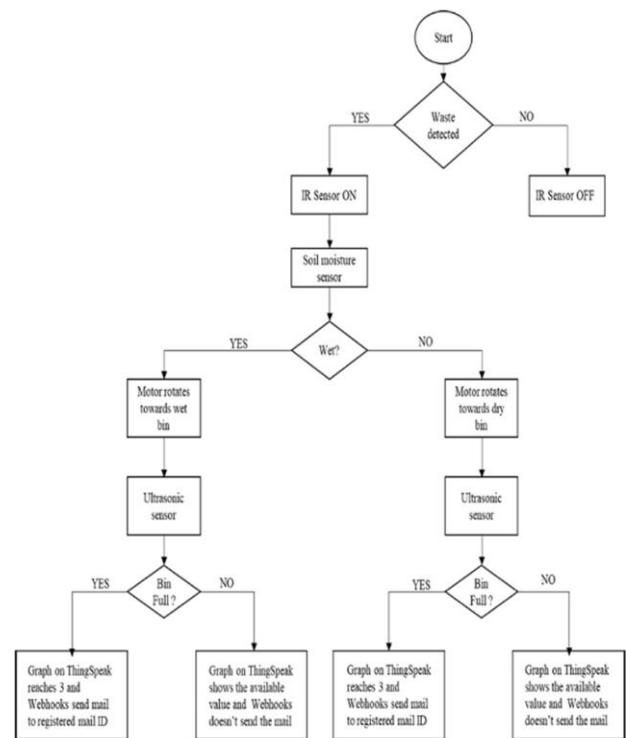 Start
Waste
detected
YES
NO
IR Sensor ON
IR Sensor OFF
Soil moisture
sensor
Wet?
YES
NO
Motor rotates
towards wet
bin
Motor rotates
towards dry
bin
Ultrasonic
sensor
Ultrasonic
sensor
Bin
Full ?
YES
NO
Bin
Full ?
YES
NO
Graph on ThingSpeak
reaches 3 and
Webhooks send mail
to registered mail ID
Graph on ThingSpeak
shows the available
value and Webhooks
doesn't send the mail
Graph on ThingSpeak
reaches 3 and
Webhooks send mail
to registered mail ID
Graph on ThingSpeak
shows the available
value and Webhooks
doesn't send the mail